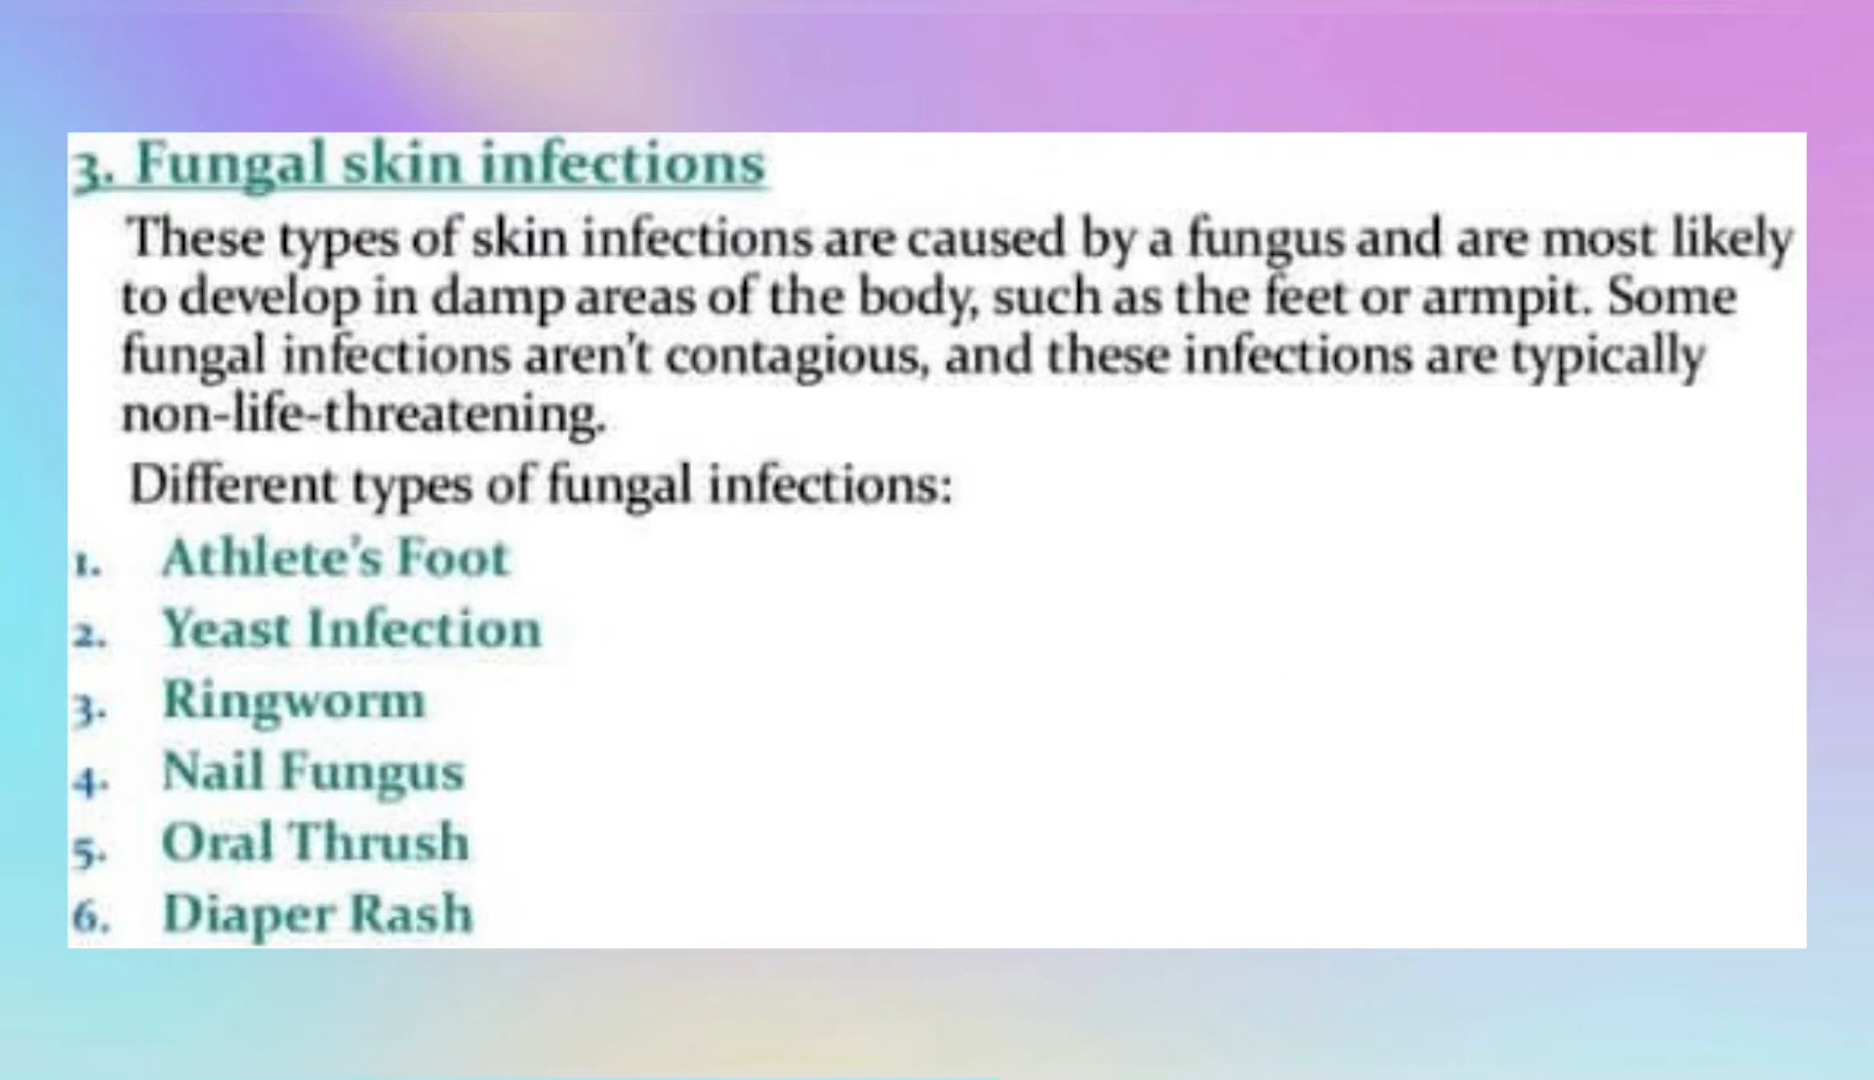 3. Fungal skin infections
These types of skin infections are caused by a fungus and are most likely
to develop in damp areas of the body, such as the feet or armpit. Some
fungal infections aren't contagious, and these infections are typically
non-life-threatening.
Different types of fungal infections:
1. Athlete's Foot
2. Yeast Infection
3. Ringworm
4. Nail Fungus
5. Oral Thrush
6. Diaper Rash